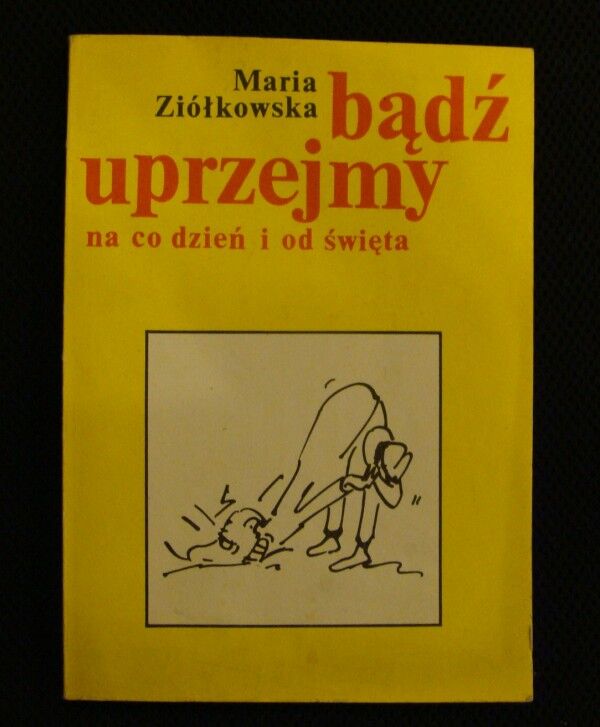 Maria
Ziółkowska
bądź
uprzejmy
na co dzień i od święta